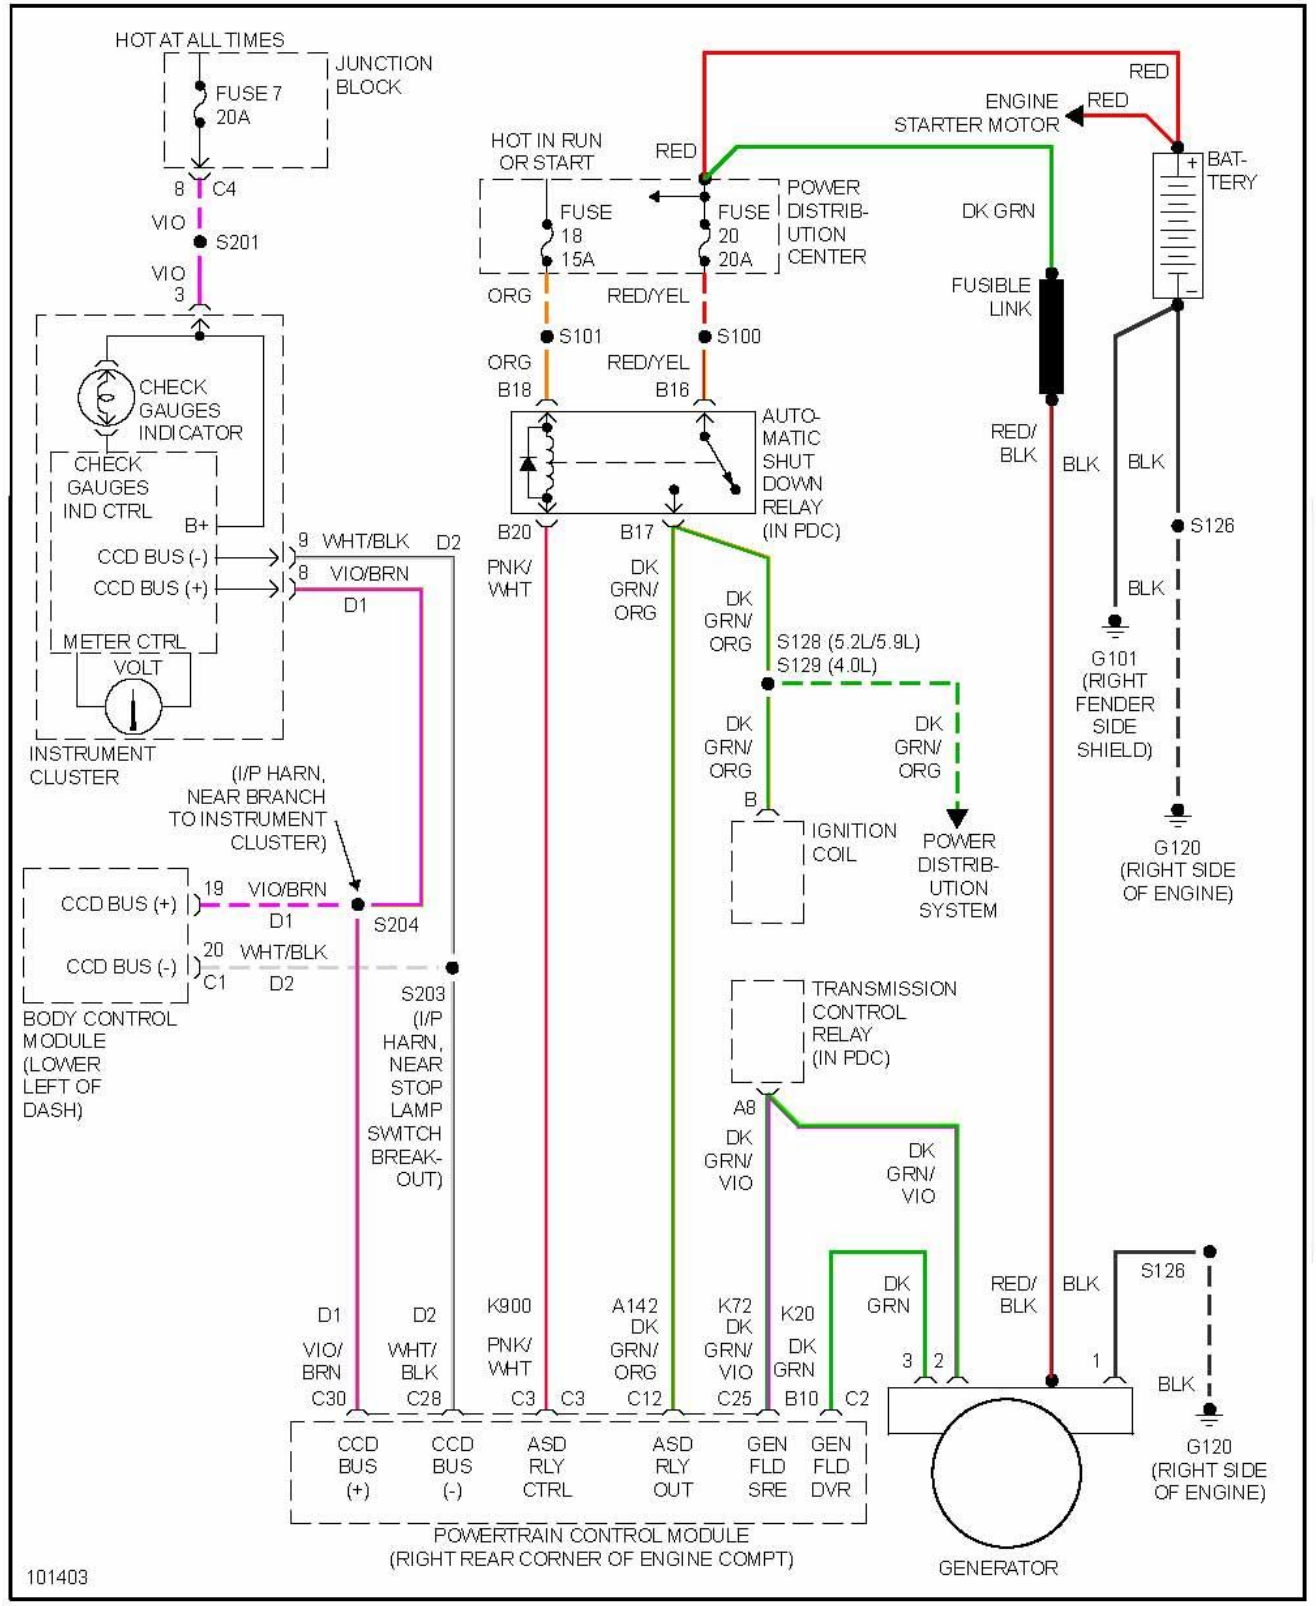 HOT AT ALL TIMES
JUNCTION
BLOCK
FUSE 7
20A
8 C4
VIO
S201
VIO
3
CHECK
GAUGES
INDICATOR
CHECK
GAUGES
IND CTRL
B+
CCD BUS (-)
CCD BUS (+)
METER CTRL
VOLT
INSTRUMENT
CLUSTER
9 WHT/BLK D2
8 VIO/BRN
D1
(I/P HARN,
NEAR BRANCH
TO INSTRUMENT
CLUSTER)
CCD BUS (+)
19 VIO/BRN
D1
S204
CCD BUS (-)
20 WHT/BLK
C1 D2
BODY CONTROL
MODULE
(LOWER
LEFT OF
DASH)
S203
(I/P
HARN,
NEAR
STOP
LAMP
SWITCH
BREAK-
OUT)
HOT IN RUN
OR START
RED
FUSE
18
15A
FUSE
20
20A
POWER
DISTRIB-
UTION
CENTER
ORG
RED/YEL
S101
S100
ORG
RED/YEL
B18
B16
AUTO-
MATIC
SHUT
DOWN
RELAY
(IN PDC)
B20
B17
PNK/
WHT
DK
GRN/
ORG
DK
GRN/
ORG
S128 (5.2L/5.9L)
S129 (4.0L)
DK
GRN/
ORG
DK
GRN/
ORG
B
IGNITION
COIL
POWER
DISTRIB-
UTION
SYSTEM
TRANSMISSION
CONTROL
RELAY
(IN PDC)
A8
DK
GRN/
VIO
DK
GRN/
VIO
RED
ENGINE
STARTER MOTOR
RED
BAT-
TERY
+
-
DK GRN
FUSIBLE
LINK
RED/
BLK
BLK
BLK
S126
BLK
G101
(RIGHT
FENDER
SIDE
SHIELD)
G120
(RIGHT SIDE
OF ENGINE)
D1
VIO/
BRN
C30
D2
WHT/
BLK
C28
K900
PNK/
WHT
C3 C3
A142
DK
GRN/
ORG
C12
K72
DK
GRN/
VIO
C25
K20
DK
GRN
B10 C2
DK
GRN
3 2
RED/
BLK
BLK
1
S126
BLK
G120
(RIGHT SIDE
OF ENGINE)
CCD
BUS
(+)
CCD
BUS
(-)
ASD
RLY
CTRL
ASD
RLY
OUT
GEN
FLD
SRE
GEN
FLD
DVR
POWERTRAIN CONTROL MODULE
(RIGHT REAR CORNER OF ENGINE COMPT)
GENERATOR
101403